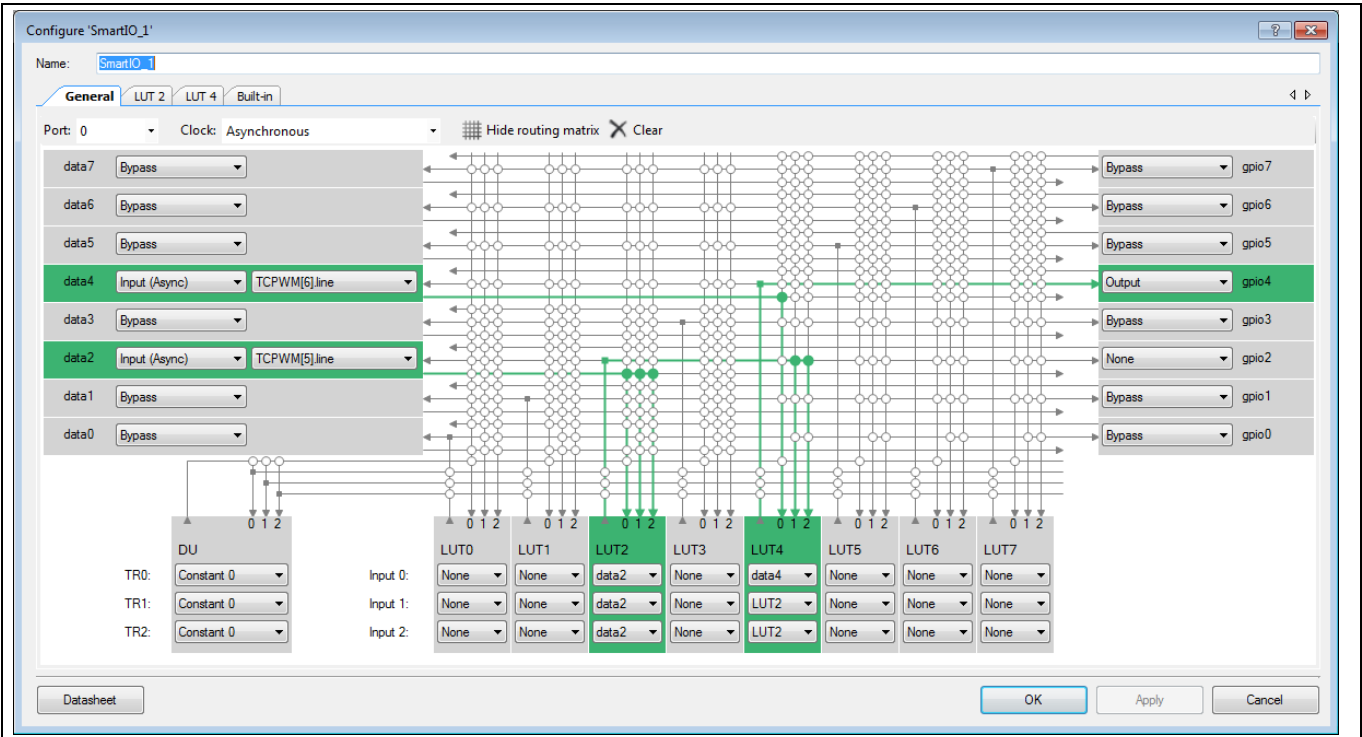 Configure 'SmartIO_1'
Name: SmartIO_1
General LUT 2 LUT 4 Built-in
Port: 0 Clock: Asynchronous Hide routing matrix Clear
data7 Bypass Bypass gpio7
data6 Bypass Bypass gpio6
data5 Bypass Bypass gpio5
data4 Input (Async) TCPWM[6].line Output gpio4
data3 Bypass Bypass gpio3
data2 Input (Async) TCPWM[5].line None gpio2
data1 Bypass Bypass gpio1
data0 Bypass Bypass gpio0
0 1 2 0 1 2 0 1 2 0 1 2 0 1 2 0 1 2 0 1 2 0 1 2 0 1 2
DU LUT0 LUT1 LUT2 LUT3 LUT4 LUT5 LUT6 LUT7
TR0: Constant 0 Input 0: None None data2 None data4 None None None
TR1: Constant 0 Input 1: None None data2 None LUT2 None None None
TR2: Constant 0 Input 2: None None data2 None LUT2 None None None
Datasheet OK Apply Cancel